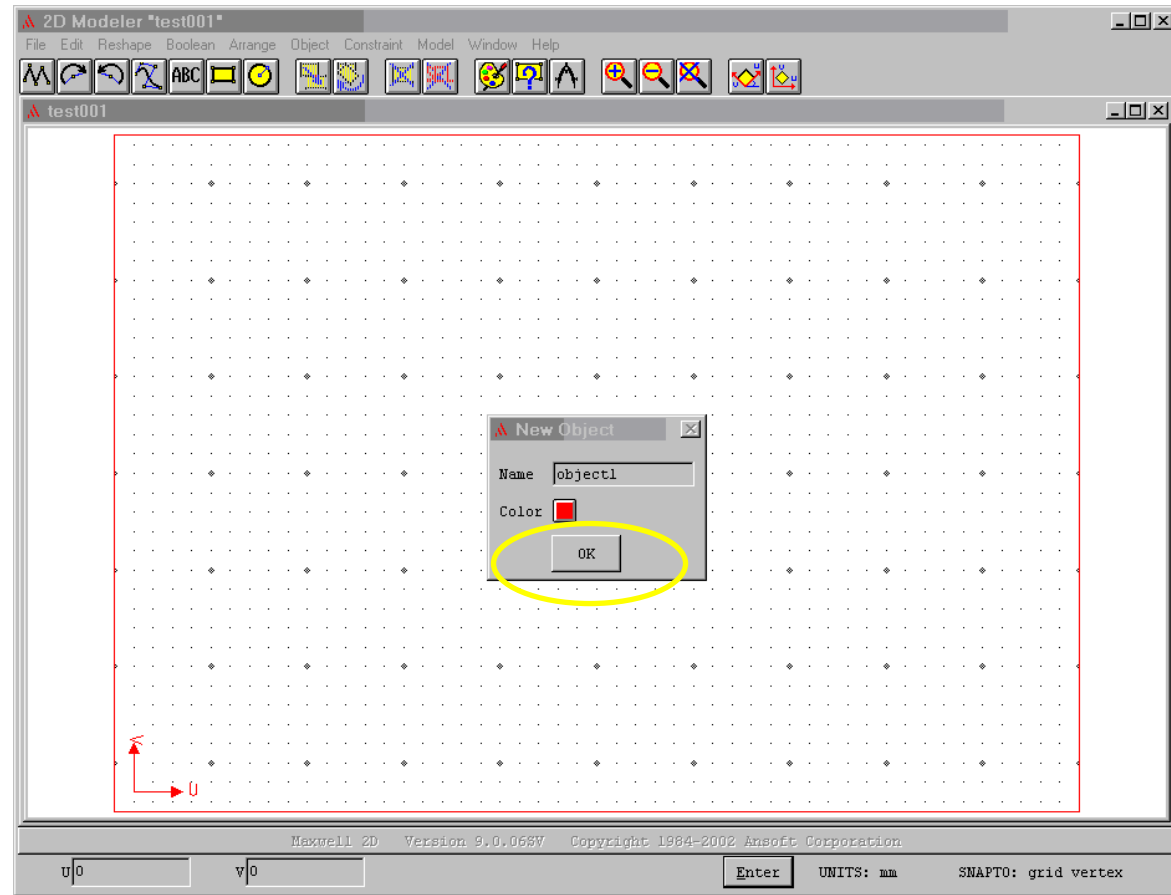 2D Modeler "test001"
File Edit Reshape Boolean Arrange Object Constraint Model Window Help
ABC
test001
New Object
Name object1
Color
OK
V
U
Maxwell 2D Version 9.0.06SV Copyright 1984-2002 Ansoft Corporation
U 0 V 0 Enter UNITS: mm SNAPTO: grid vertex